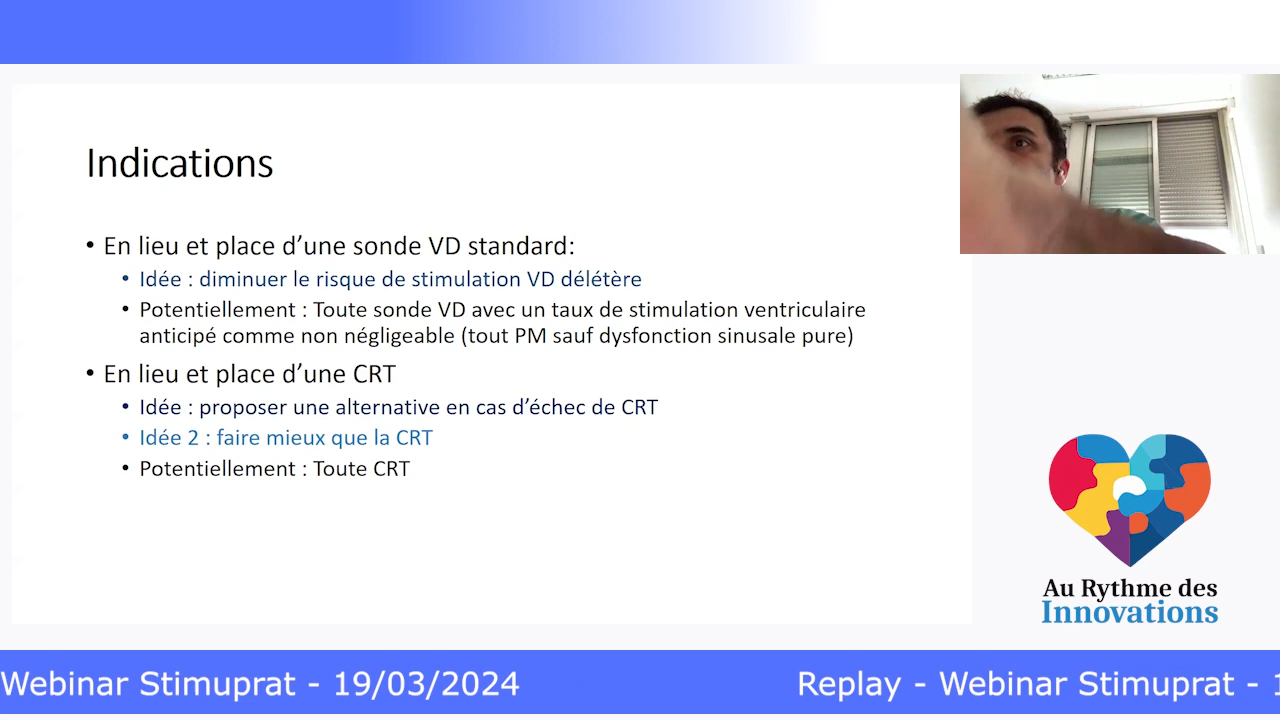 Indications
• En lieu et place d’une sonde VD standard:
• Idée : diminuer le risque de stimulation VD délétère
• Potentiellement : Toute sonde VD avec un taux de stimulation ventriculaire
anticipé comme non négligeable (tout PM sauf dysfonction sinusale pure)
• En lieu et place d’une CRT
• Idée : proposer une alternative en cas d’échec de CRT
• Idée 2 : faire mieux que la CRT
• Potentiellement : Toute CRT
Au Rythme des
Innovations
Webinar Stimuprat - 19/03/2024
Replay - Webinar Stimuprat - 1